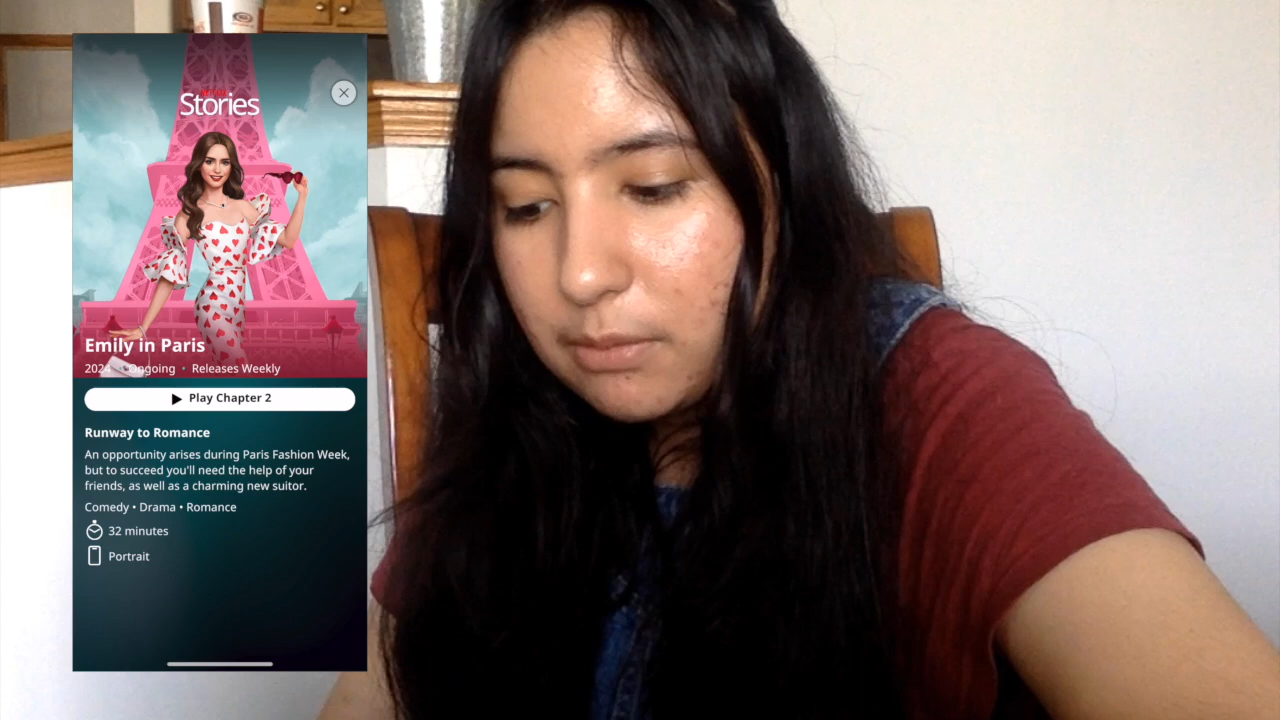 Stories
Emily in Paris
2024 • Ongoing • Releases Weekly
Play Chapter 2
Runway to Romance
An opportunity arises during Paris Fashion Week,
but to succeed you'll need the help of your
friends, as well as a charming new suitor.
Comedy • Drama • Romance
32 minutes
Portrait